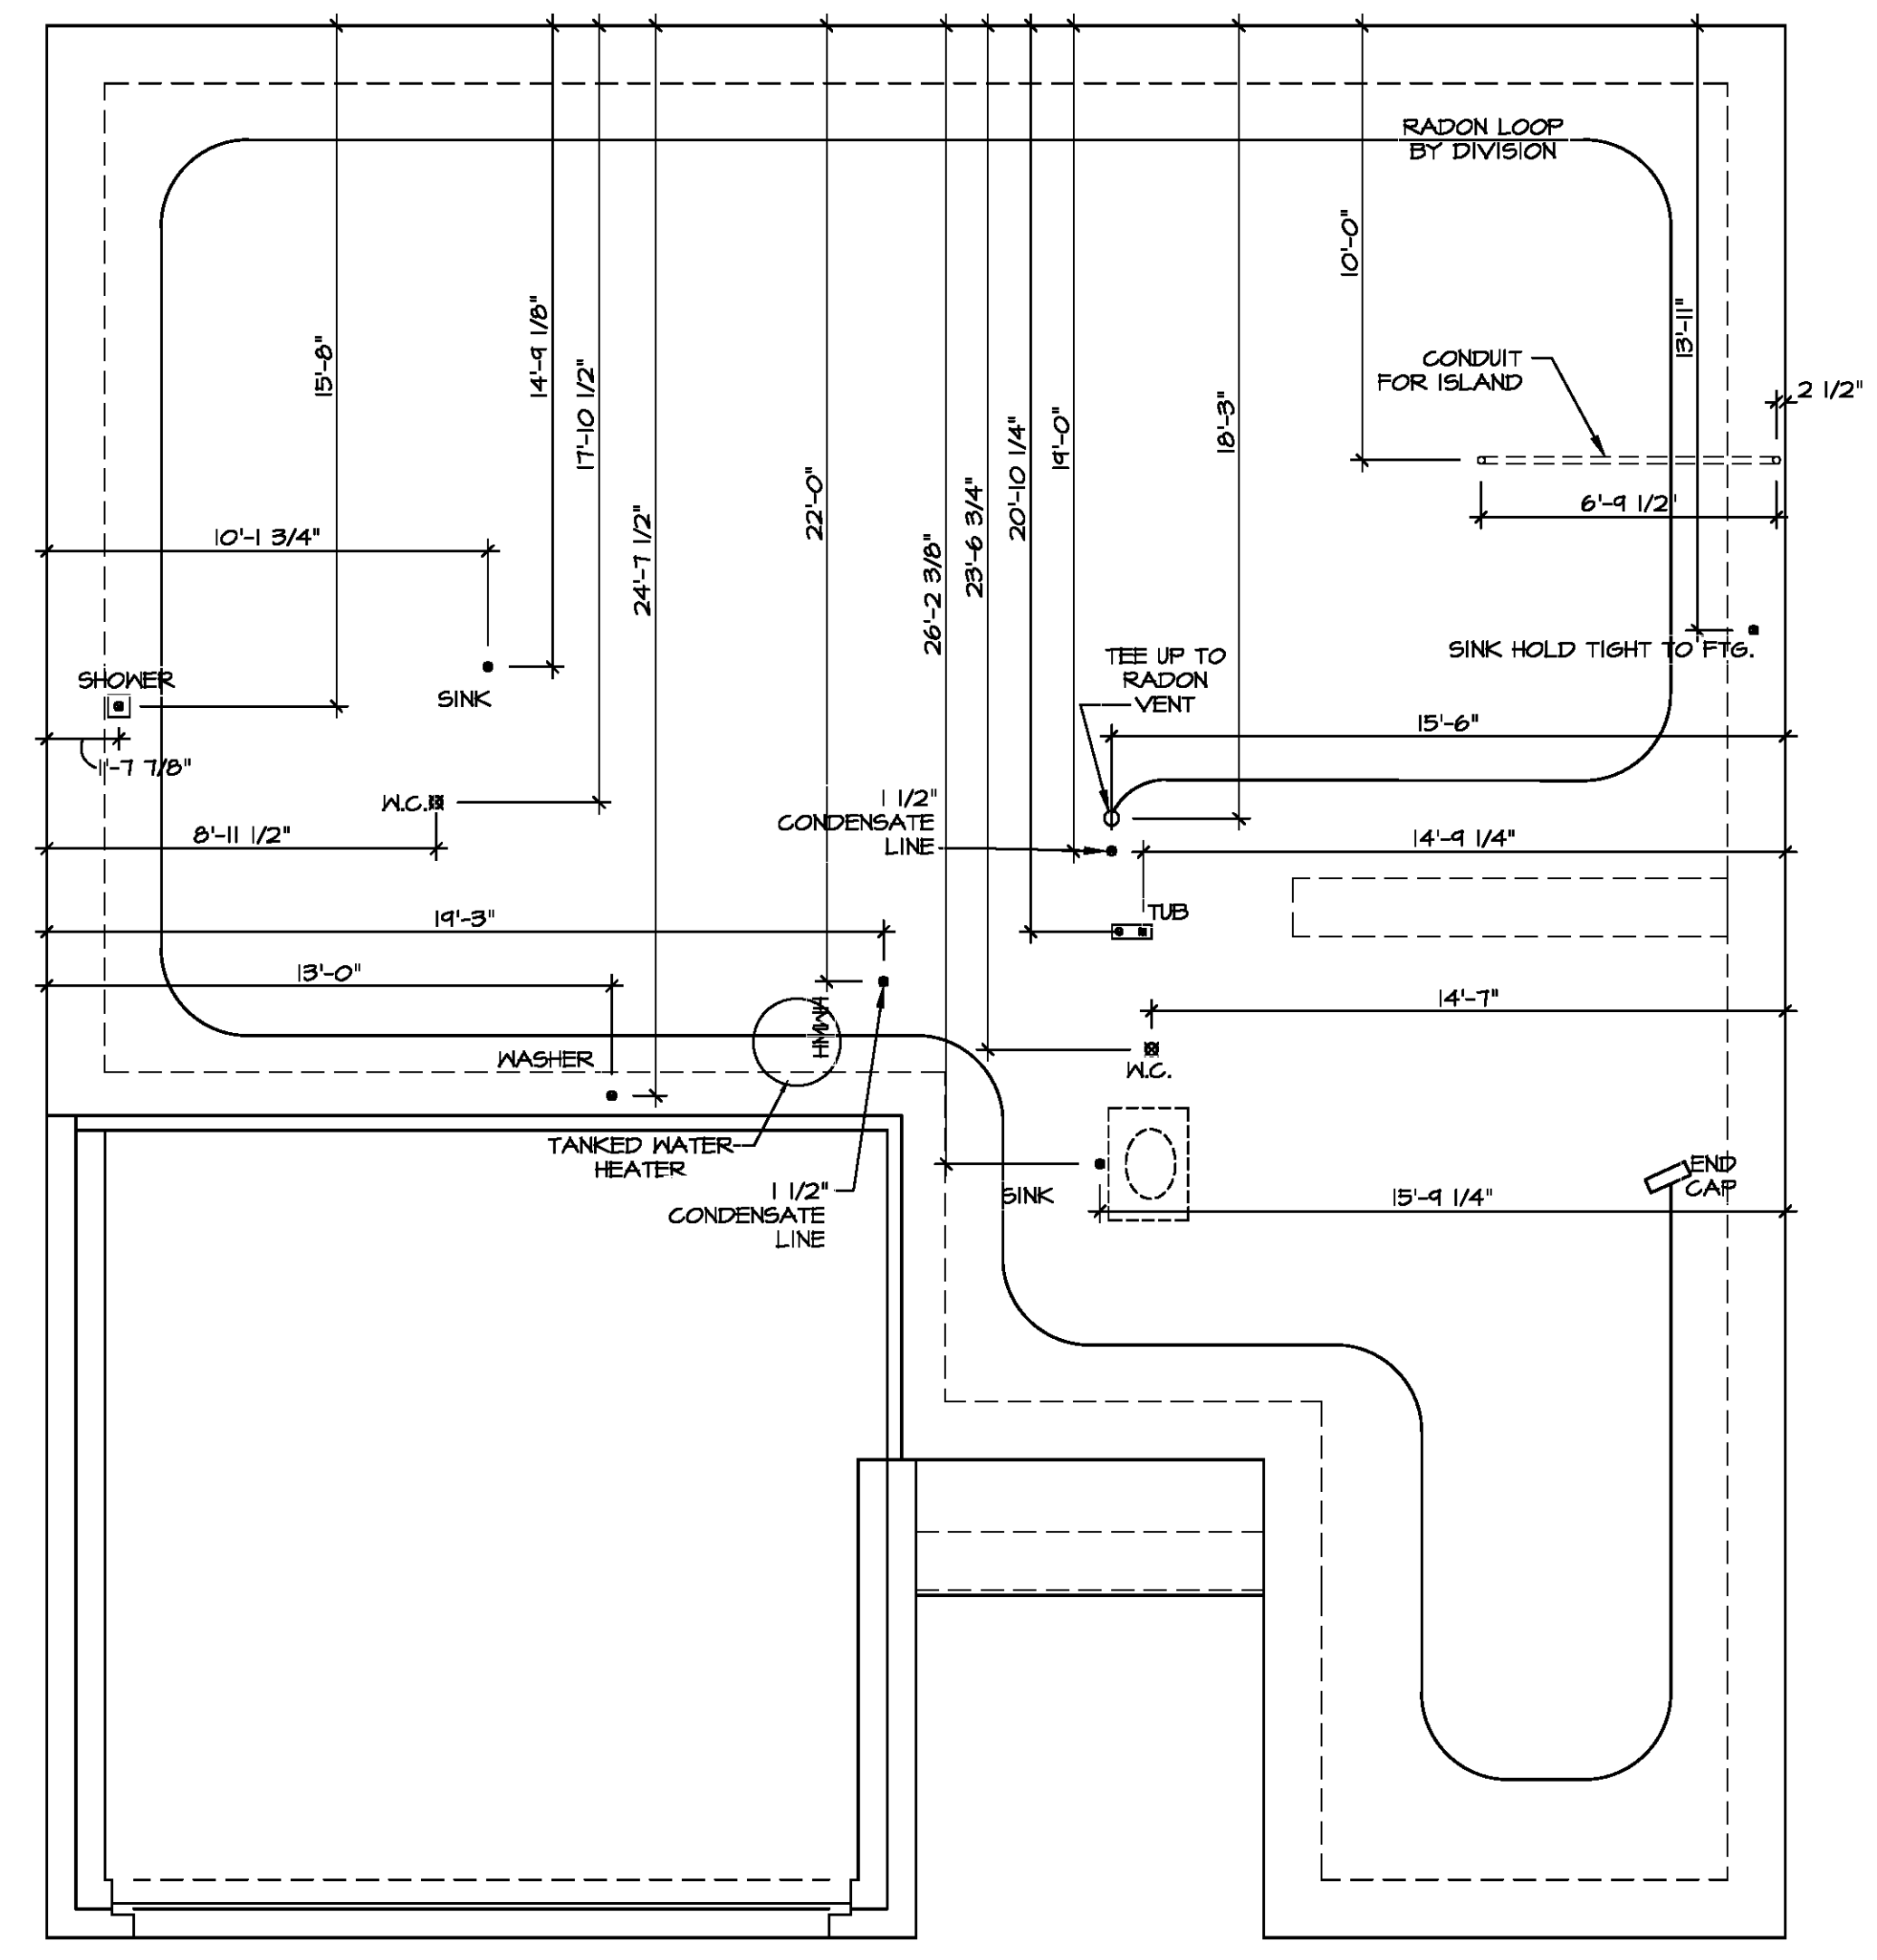 RADON LOOP
BY DIVISION
10'-0"
13'-11"
14'-9 1/8"
15'-8"
17'-10 1/2"
CONDUIT
FOR ISLAND
2 1/2"
18'-3"
19'-0"
20'-10 1/4"
22'-0"
23'-6 3/4"
24'-7 1/2"
26'-2 3/8"
6'-9 1/2"
10'-1 3/4"
SINK HOLD TIGHT TO FTG.
TEE UP TO
RADON
VENT
SHOWER
SINK
15'-6"
1'-7 7/8"
W.C.
1 1/2"
CONDENSATE
LINE
8'-11 1/2"
14'-9 1/4"
19'-3"
TUB
13'-0"
14'-7"
HMWH
WASHER
W.C.
TANKED WATER
HEATER
1 1/2"
CONDENSATE
LINE
SINK
END
CAP
15'-9 1/4"